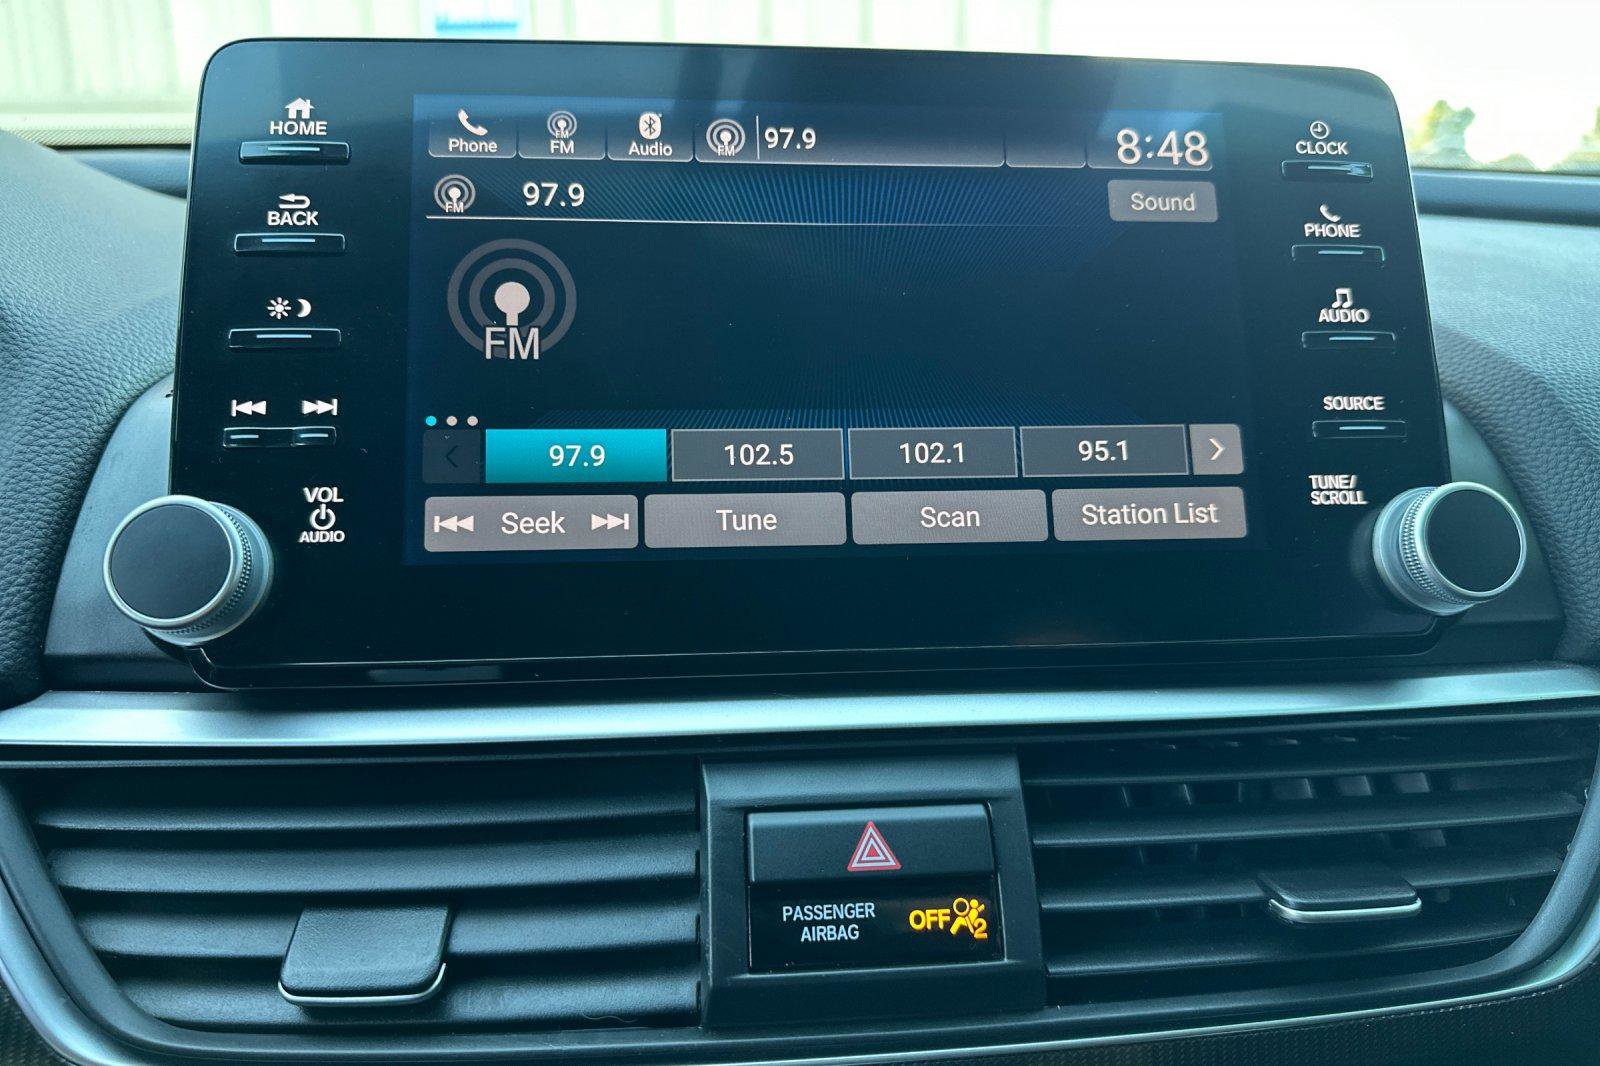 HOME
BACK
VOL
AUDIO
Phone
FM
FM
Audio
FM
97.9
8:48
FM
97.9
Sound
FM
97.9
102.5
102.1
95.1
Seek
Tune
Scan
Station List
CLOCK
PHONE
AUDIO
SOURCE
TUNE/
SCROLL
PASSENGER
AIRBAG
OFF 2